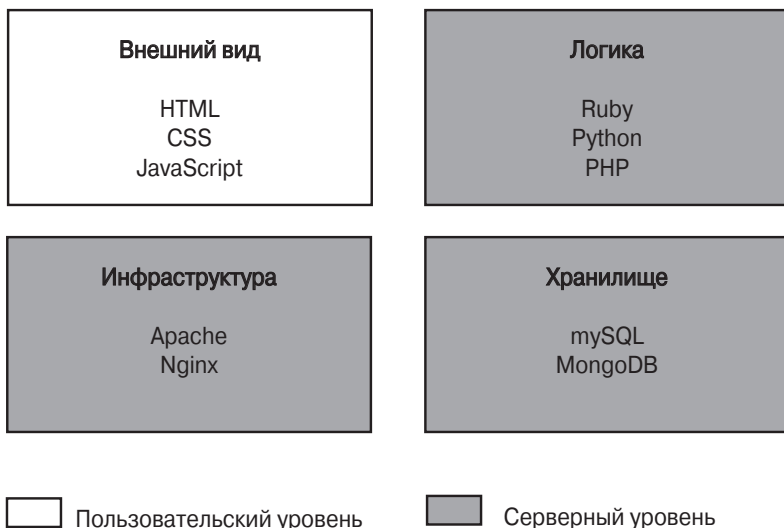 Внешний вид
HTML
CSS
JavaScript
Логика
Ruby
Python
PHP
Инфраструктура
Apache
Nginx
Хранилище
mySQL
MongoDB
Пользовательский уровень
Серверный уровень